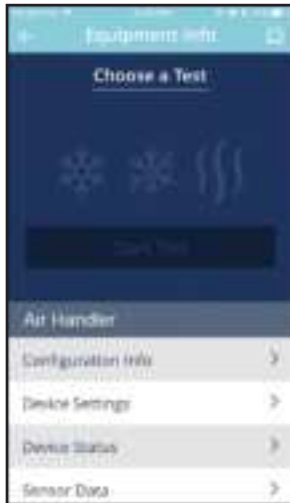 Equipment Info
Choose a Test
Start Test
Air Handler
Configuration Info
Device Settings
Device Status
Sensor Data